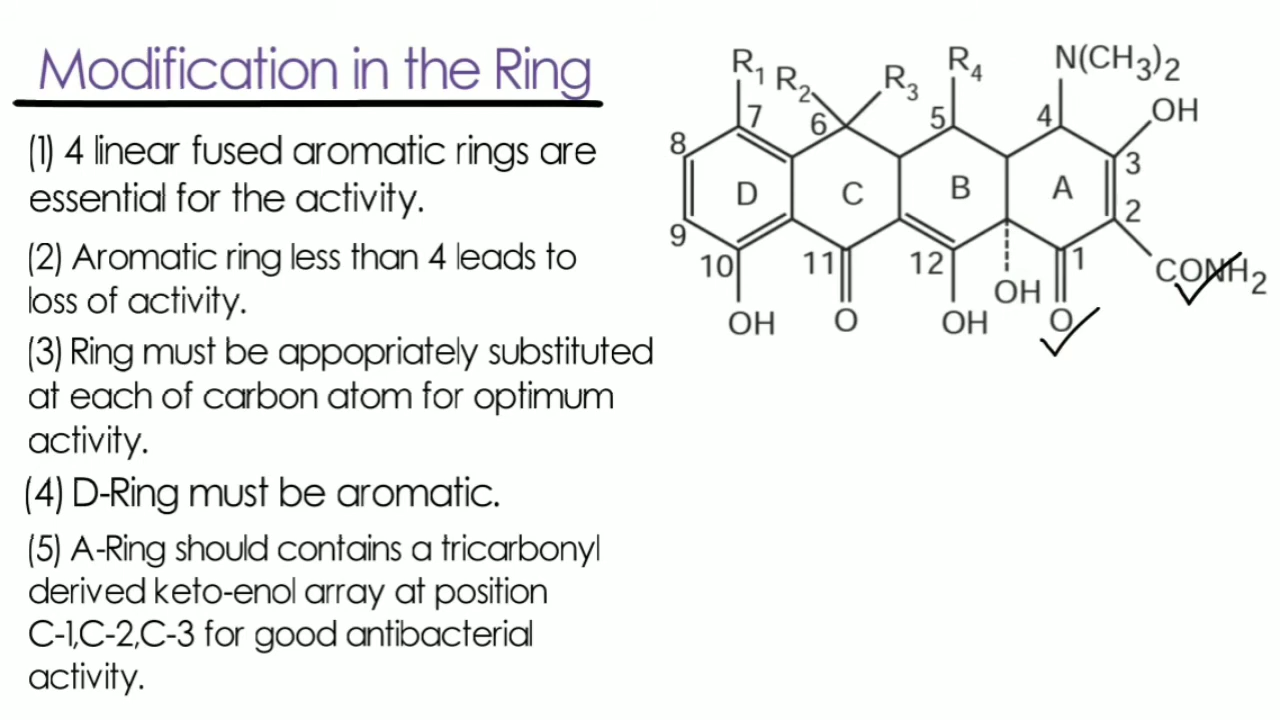 Modification in the Ring
(1) 4 linear fused aromatic rings are
essential for the activity.
(2) Aromatic ring less than 4 leads to
loss of activity.
(3) Ring must be appopriately substituted
at each of carbon atom for optimum
activity.
(4) D-Ring must be aromatic.
(5) A-Ring should contains a tricarbonyl
derived keto-enol array at position
C-1,C-2,C-3 for good antibacterial
activity.
R1 R2 R3 R4 N(CH3)2
7 6 5 4 OH
8 3
D C B A
9 2
10 11 12 1 CONH2
OH O OH OH O